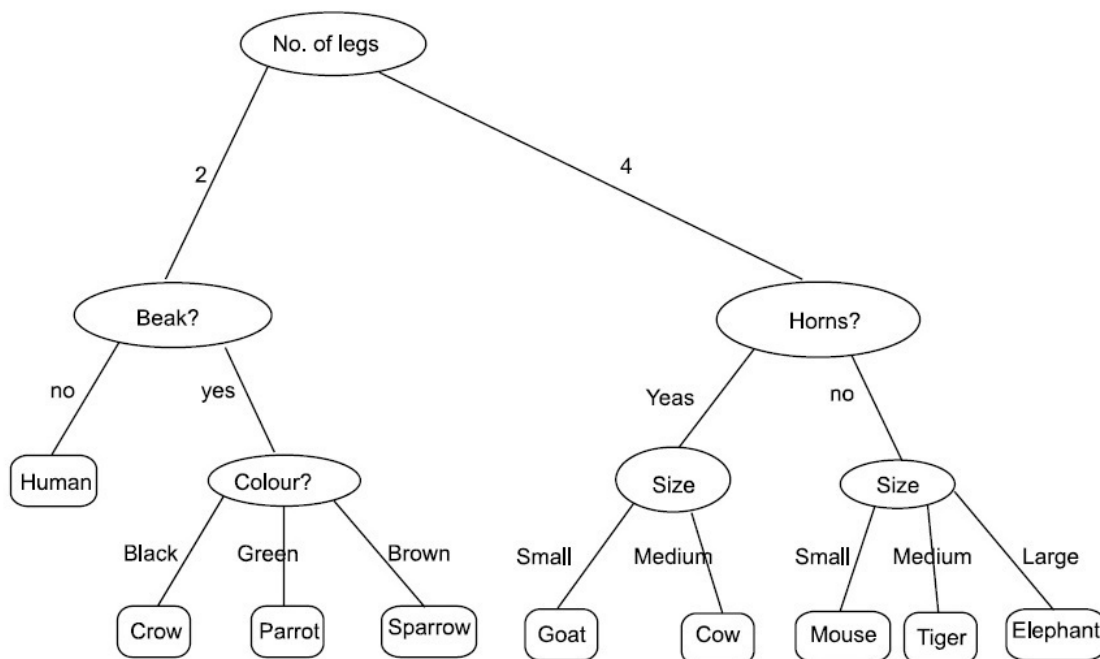 No. of legs
2
4
Beak?
Horns?
no
yes
Yeas
no
Human
Colour?
Size
Size
Black
Green
Brown
Small
Medium
Small
Medium
Large
Crow
Parrot
Sparrow
Goat
Cow
Mouse
Tiger
Elephant